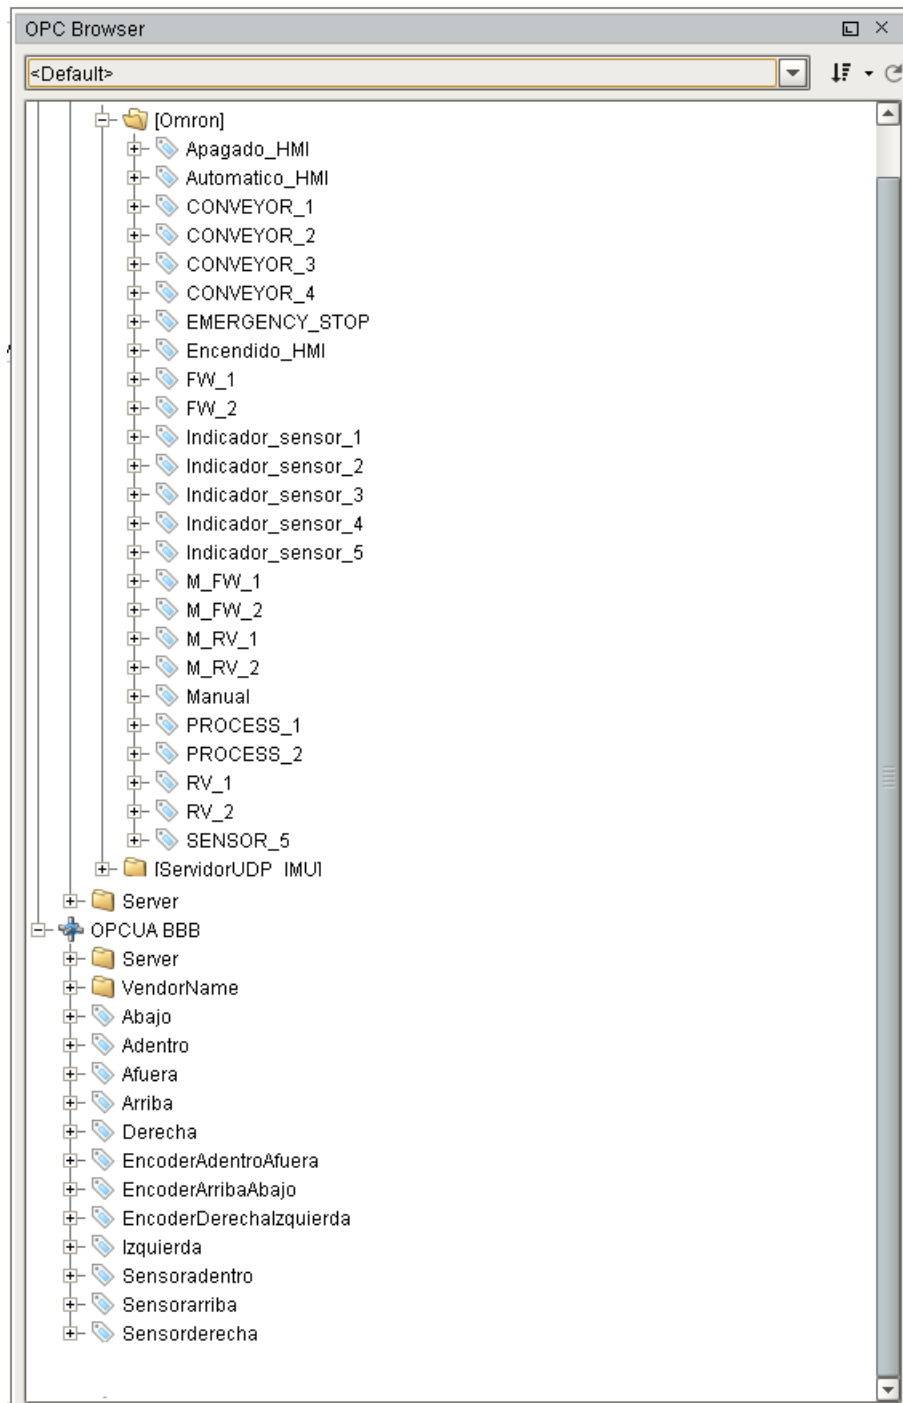 OPC Browser
<Default>
[Omron]
Apagado_HMI
Automatico_HMI
CONVEYOR_1
CONVEYOR_2
CONVEYOR_3
CONVEYOR_4
EMERGENCY_STOP
Encendido_HMI
FW_1
FW_2
Indicador_sensor_1
Indicador_sensor_2
Indicador_sensor_3
Indicador_sensor_4
Indicador_sensor_5
M_FW_1
M_FW_2
M_RV_1
M_RV_2
Manual
PROCESS_1
PROCESS_2
RV_1
RV_2
SENSOR_5
[ServidorUDP_IMU]
Server
OPCUA BBB
Server
VendorName
Abajo
Adentro
Afuera
Arriba
Derecha
EncoderAdentroAfuera
EncoderArribaAbajo
EncoderDerechaIzquierda
Izquierda
Sensoradentro
Sensorarriba
Sensorderecha